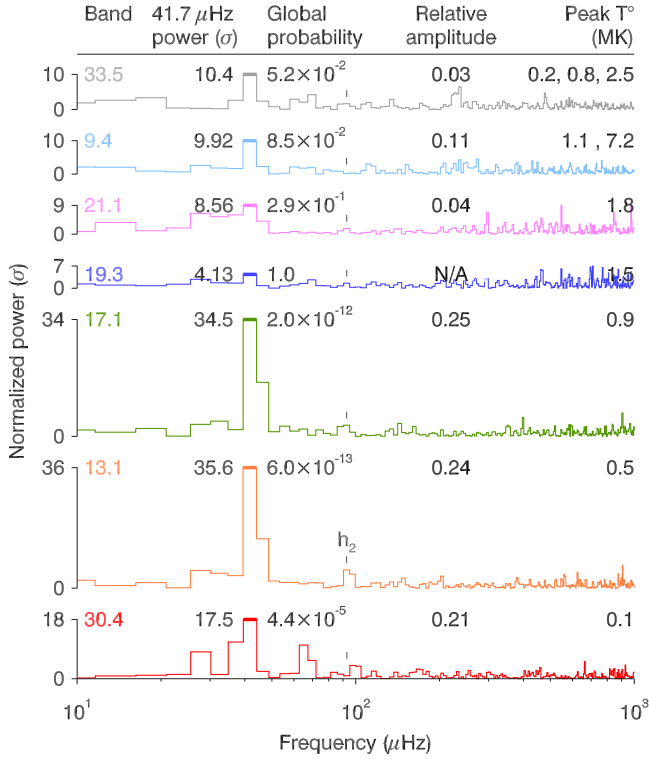 Band 41.7 μHz power (σ) Global probability Relative amplitude Peak T° (MK)
10 33.5 10.4 5.2×10⁻² 0.03 0.2, 0.8, 2.5
0
10 9.4 9.92 8.5×10⁻² 0.11 1.1 , 7.2
0
9 21.1 8.56 2.9×10⁻¹ 0.04 1.8
0
7 19.3 4.13 1.0 N/A 1.5
0
34 17.1 34.5 2.0×10⁻¹² 0.25 0.9
0
36 13.1 35.6 6.0×10⁻¹³ 0.24 0.5
h₂
0
18 30.4 17.5 4.4×10⁻⁵ 0.21 0.1
0
10¹ 10² 10³
Frequency (μHz)
Normalized power (σ)